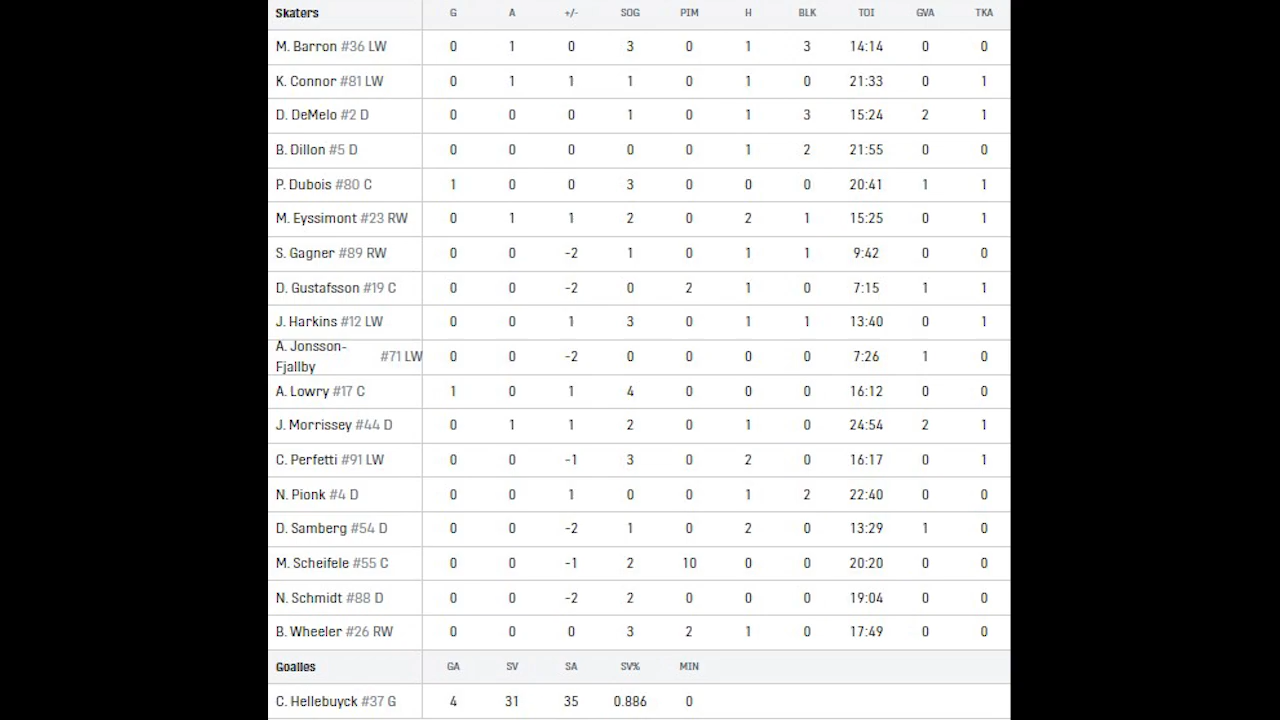 Skaters G A +/- SOG PIM H BLK TOI GVA TKA
M. Barron #36 LW 0 1 0 3 0 1 3 14:14 0 0
K. Connor #81 LW 0 1 1 1 0 1 0 21:33 0 1
D. DeMelo #2 D 0 0 0 1 0 1 3 15:24 2 1
B. Dillon #5 D 0 0 0 0 0 1 2 21:55 0 0
P. Dubois #80 C 1 0 0 3 0 0 0 20:41 1 1
M. Eyssimont #23 RW 0 1 1 2 0 2 1 15:25 0 1
S. Gagner #89 RW 0 0 -2 1 0 1 1 9:42 0 0
D. Gustafsson #19 C 0 0 -2 0 2 1 0 7:15 1 1
J. Harkins #12 LW 0 0 1 3 0 1 1 13:40 0 1
A. Jonsson-
Fjallby #71 LW 0 0 -2 0 0 0 0 7:26 1 0
A. Lowry #17 C 1 0 1 4 0 0 0 16:12 0 0
J. Morrissey #44 D 0 1 1 2 0 1 0 24:54 2 1
C. Perfetti #91 LW 0 0 -1 3 0 2 0 16:17 0 1
N. Pionk #4 D 0 0 1 0 0 1 2 22:40 0 0
D. Samberg #54 D 0 0 -2 1 0 2 0 13:29 1 0
M. Scheifele #55 C 0 0 -1 2 10 0 0 20:20 0 0
N. Schmidt #88 D 0 0 -2 2 0 0 0 19:04 0 0
B. Wheeler #26 RW 0 0 0 3 2 1 0 17:49 0 0
Goalies GA SV SA SV% MIN
C. Hellebuyck #37 G 4 31 35 0.886 0